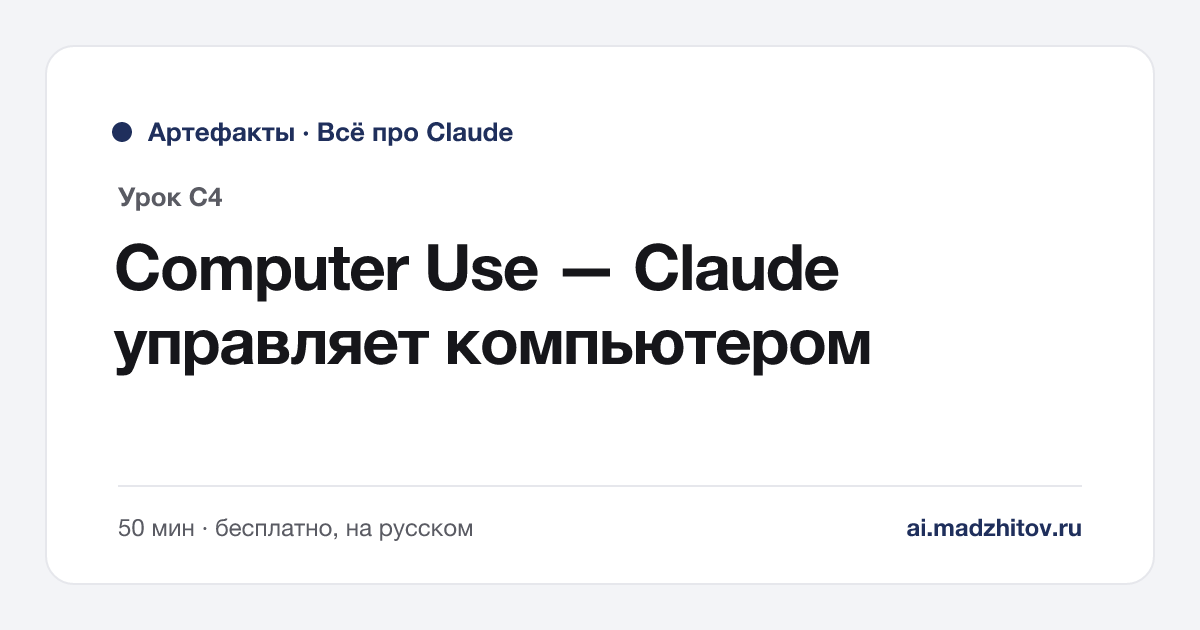 Артефакты · Всё про Claude
Урок C4
Computer Use — Claude
управляет компьютером
50 мин · бесплатно, на русском
ai.madzhitov.ru